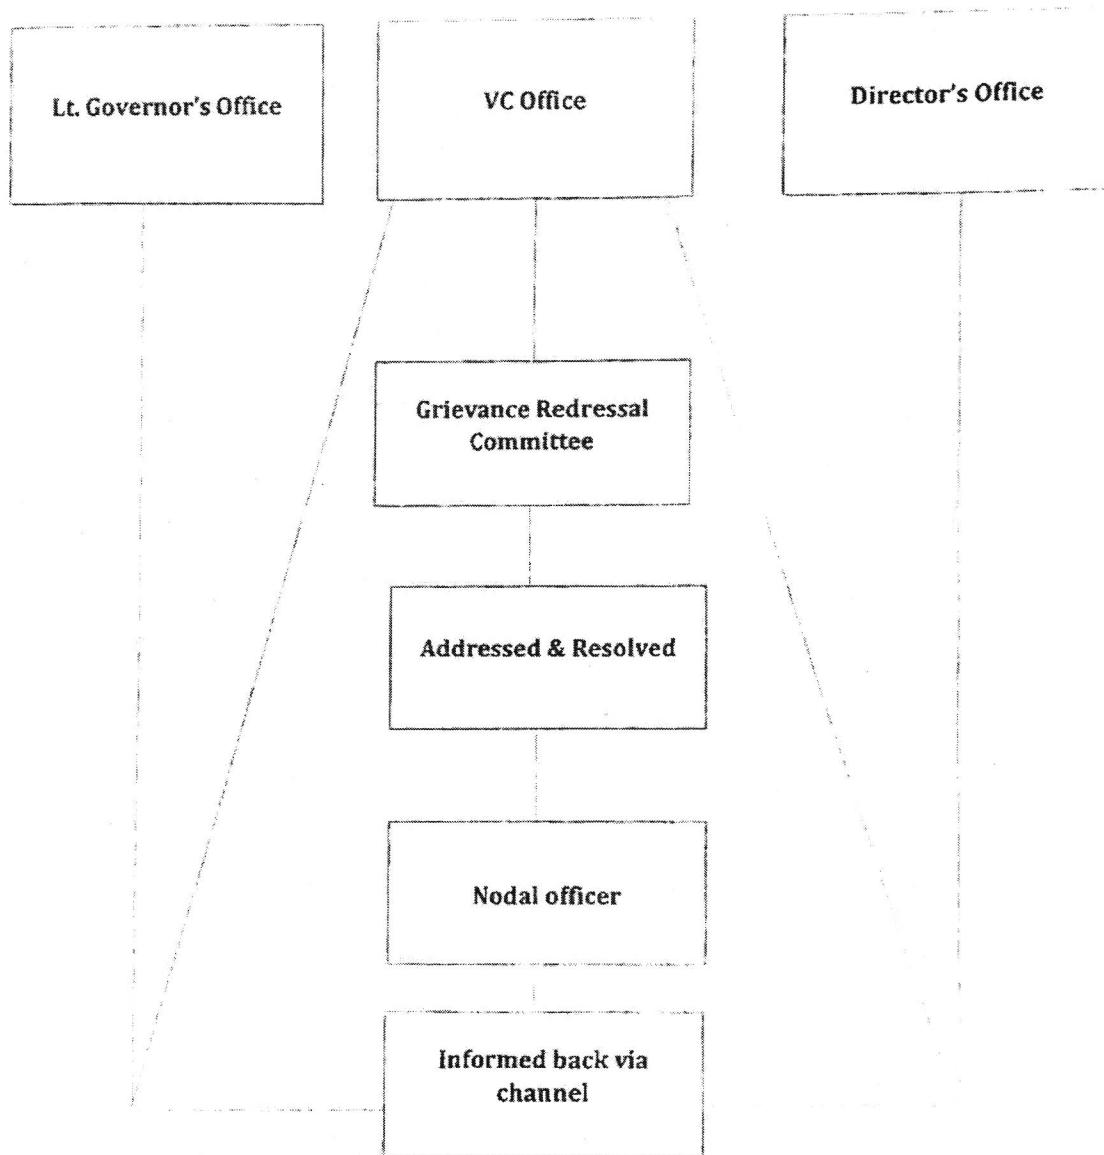 Lt. Governor's Office
VC Office
Director's Office
Grievance Redressal
Committee
Addressed & Resolved
Nodal officer
Informed back via
channel